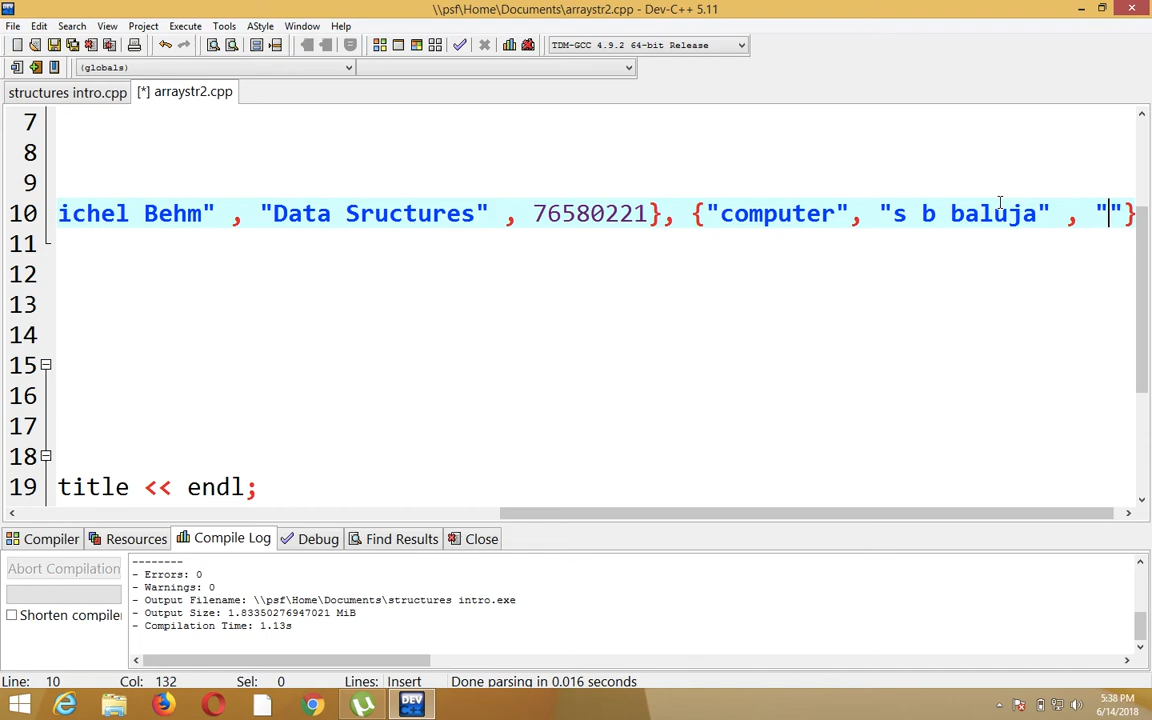 \\psf\Home\Documents\arraystr2.cpp - Dev-C++ 5.11
File Edit Search View Project Execute Tools AStyle Window Help
TDM-GCC 4.9.2 64-bit Release
(globals)
structures intro.cpp [*] arraystr2.cpp
7
8
9
10 ichel Behm" , "Data Sructures" , 76580221}, {"computer", "s b baluja" , ""}
11
12
13
14
15
16
17
18
19 title << endl;
Compiler Resources Compile Log Debug Find Results Close
Abort Compilation
Shorten compiler
--------
- Errors: 0
- Warnings: 0
- Output Filename: \\psf\Home\Documents\structures intro.exe
- Output Size: 1.83350276947021 MiB
- Compilation Time: 1.13s
Line: 10 Col: 132 Sel: 0 Lines: Insert Done parsing in 0.016 seconds
DEV
5:38 PM
6/14/2018